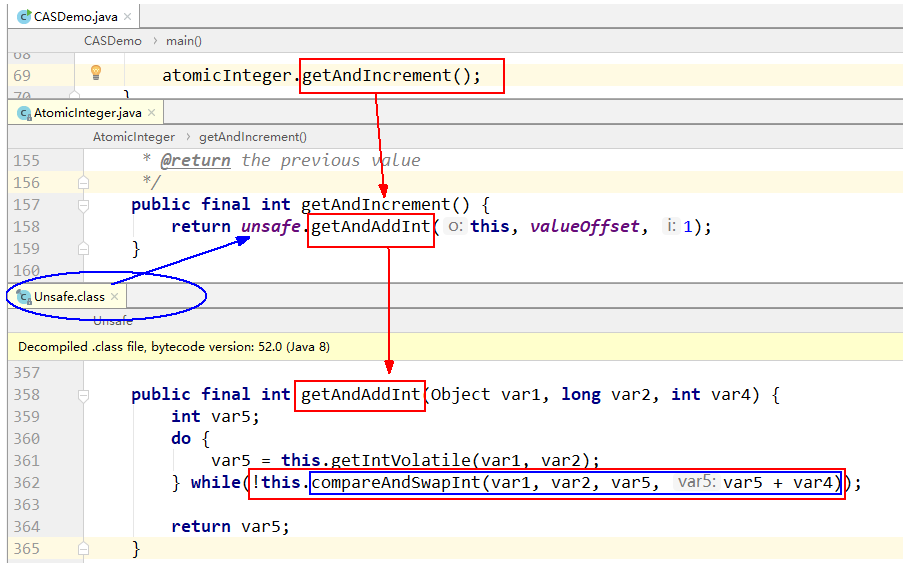 CASDemo.java
CASDemo main()
68
69 atomicInteger.getAndIncrement();
70 }
AtomicInteger.java
AtomicInteger getAndIncrement()
155 * @return the previous value
156 */
157 public final int getAndIncrement() {
158 return unsafe.getAndAddInt( o: this, valueOffset, i: 1);
159 }
160
Unsafe.class
Unsafe
Decompiled .class file, bytecode version: 52.0 (Java 8)
357
358 public final int getAndAddInt(Object var1, long var2, int var4) {
359 int var5;
360 do {
361 var5 = this.getIntVolatile(var1, var2);
362 } while(!this.compareAndSwapInt(var1, var2, var5, var5: var5 + var4));
363
364 return var5;
365 }